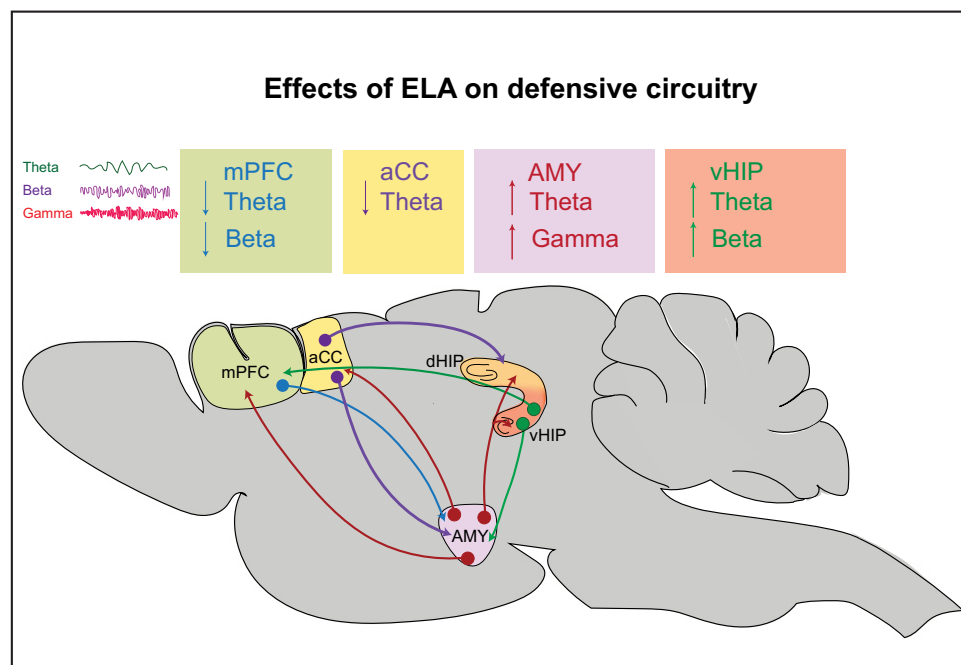 Effects of ELA on defensive circuitry
Theta
Beta
Gamma
mPFC
Theta
Beta
aCC
Theta
AMY
Theta
Gamma
vHIP
Theta
Beta
mPFC
aCC
dHIP
vHIP
AMY